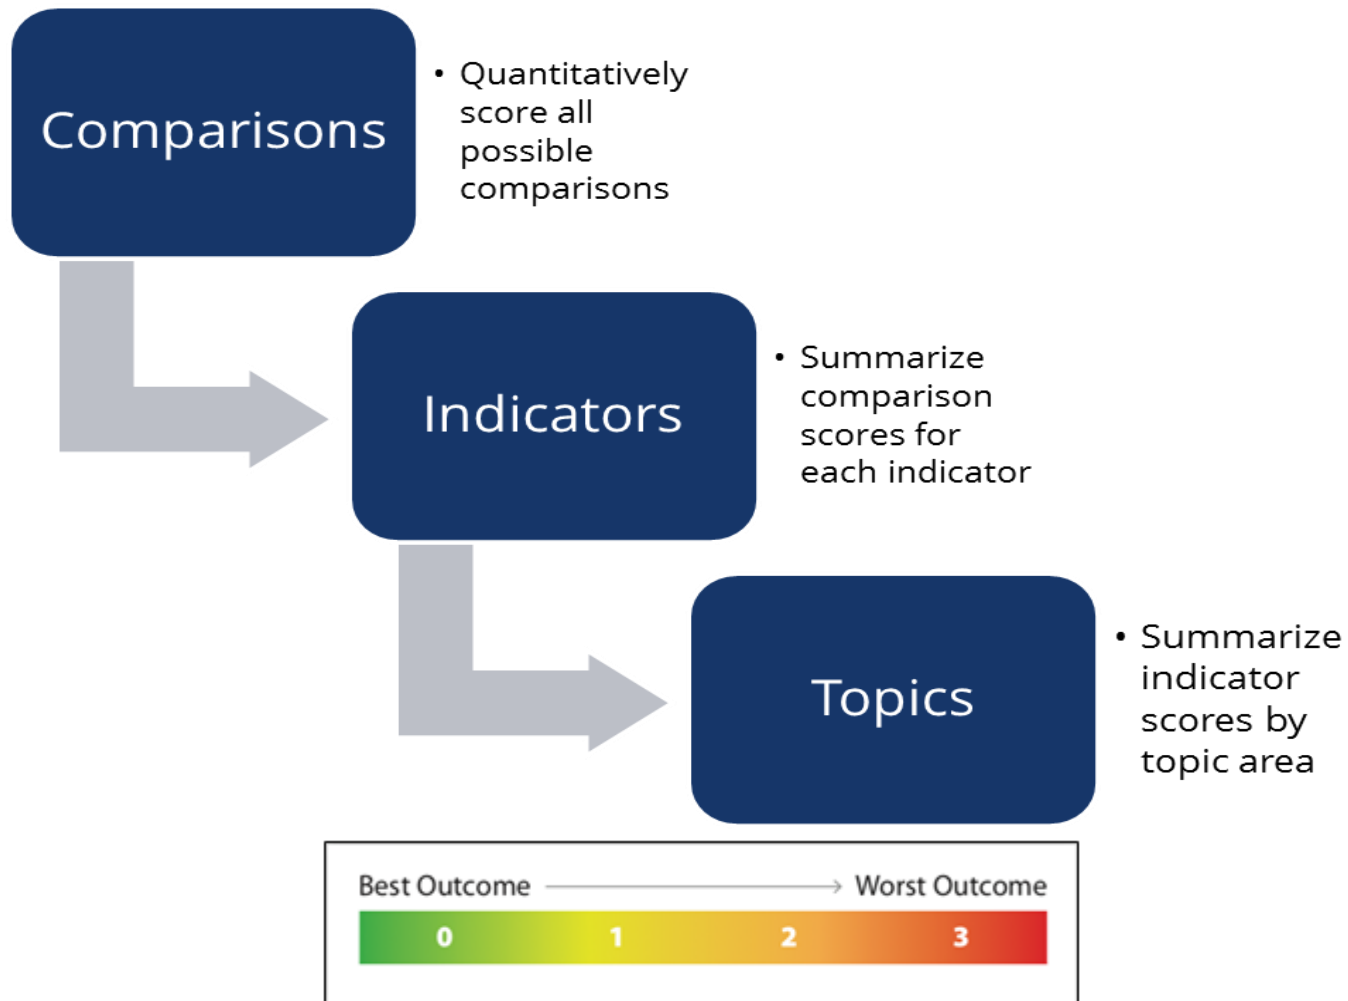 Comparisons
• Quantitatively
score all
possible
comparisons
Indicators
• Summarize
comparison
scores for
each indicator
Topics
• Summarize
indicator
scores by
topic area
Best Outcome Worst Outcome
0 1 2 3